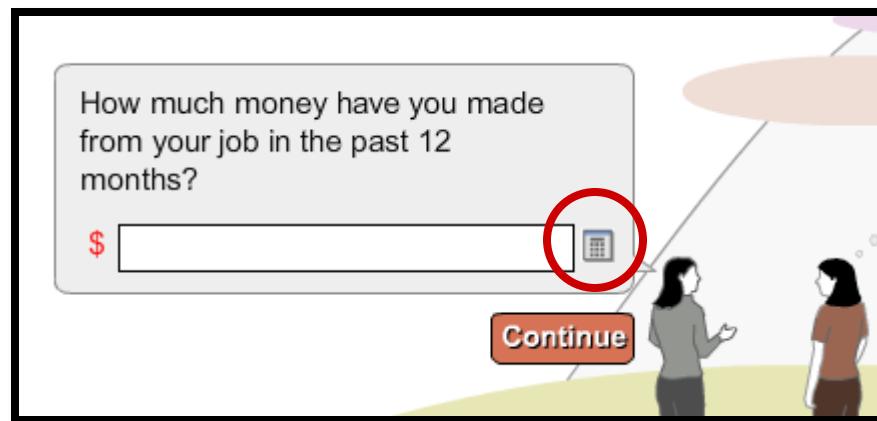 How much money have you made
from your job in the past 12
months?
$
Continue